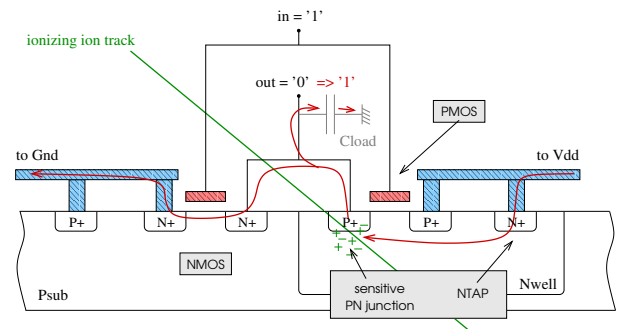 in = '1'
ionizing ion track
out = '0' => '1'
Cload
PMOS
to Gnd
to Vdd
P+
N+
N+
P+
P+
N+
NMOS
sensitive
PN junction
NTAP
Nwell
Psub